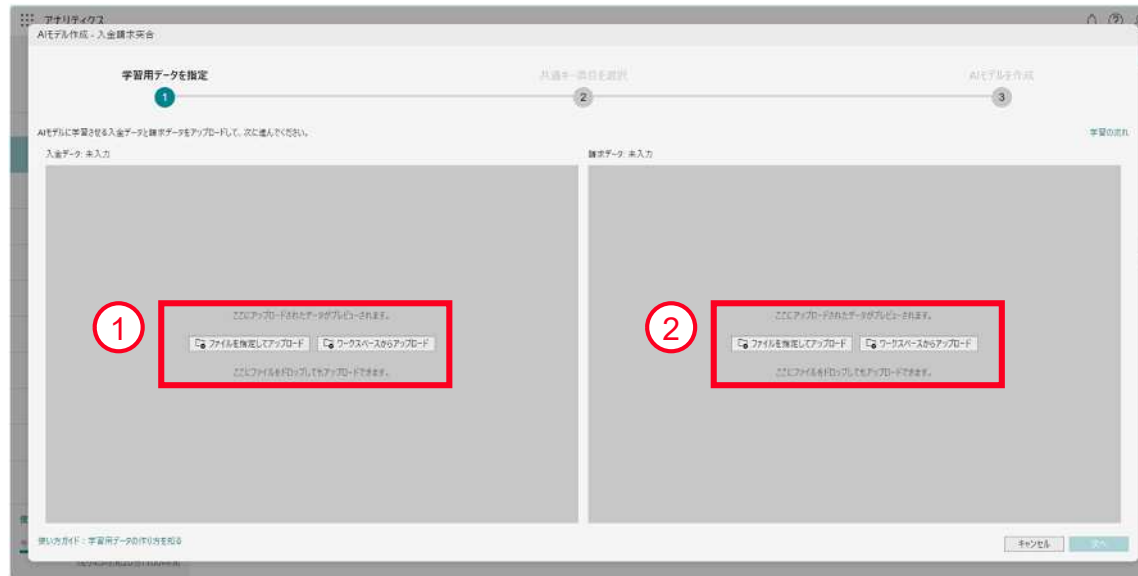 アナリティクス
AIモデル作成 - 入金請求突合
学習用データを指定
共通キー項目を選択
AIモデルを作成
1
2
3
AIモデルに学習させる入金データと請求データをアップロードして、次に進んでください。
学習の流れ
入金データ: 未入力
請求データ: 未入力
1
ここにアップロードされたデータがプレビューされます。
ファイルを指定してアップロード
ワークスペースからアップロード
ここにファイルをドロップしてもアップロードできます。
2
ここにアップロードされたデータがプレビューされます。
ファイルを指定してアップロード
ワークスペースからアップロード
ここにファイルをドロップしてもアップロードできます。
使い方ガイド : 学習用データの作り方を知る
キャンセル
次へ